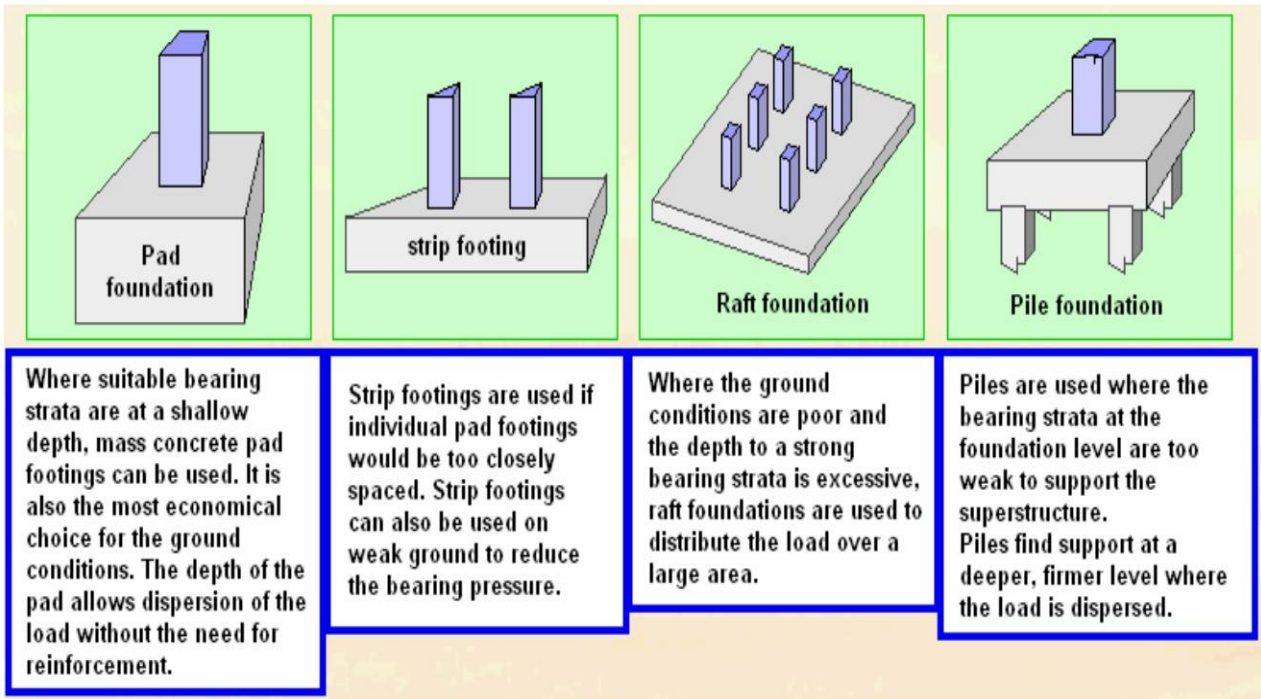 Pad
foundation
strip footing
Raft foundation
Pile foundation
Where suitable bearing
strata are at a shallow
depth, mass concrete pad
footings can be used. It is
also the most economical
choice for the ground
conditions. The depth of the
pad allows dispersion of the
load without the need for
reinforcement.
Strip footings are used if
individual pad footings
would be too closely
spaced. Strip footings
can also be used on
weak ground to reduce
the bearing pressure.
Where the ground
conditions are poor and
the depth to a strong
bearing strata is excessive,
raft foundations are used to
distribute the load over a
large area.
Piles are used where the
bearing strata at the
foundation level are too
weak to support the
superstructure.
Piles find support at a
deeper, firmer level where
the load is dispersed.